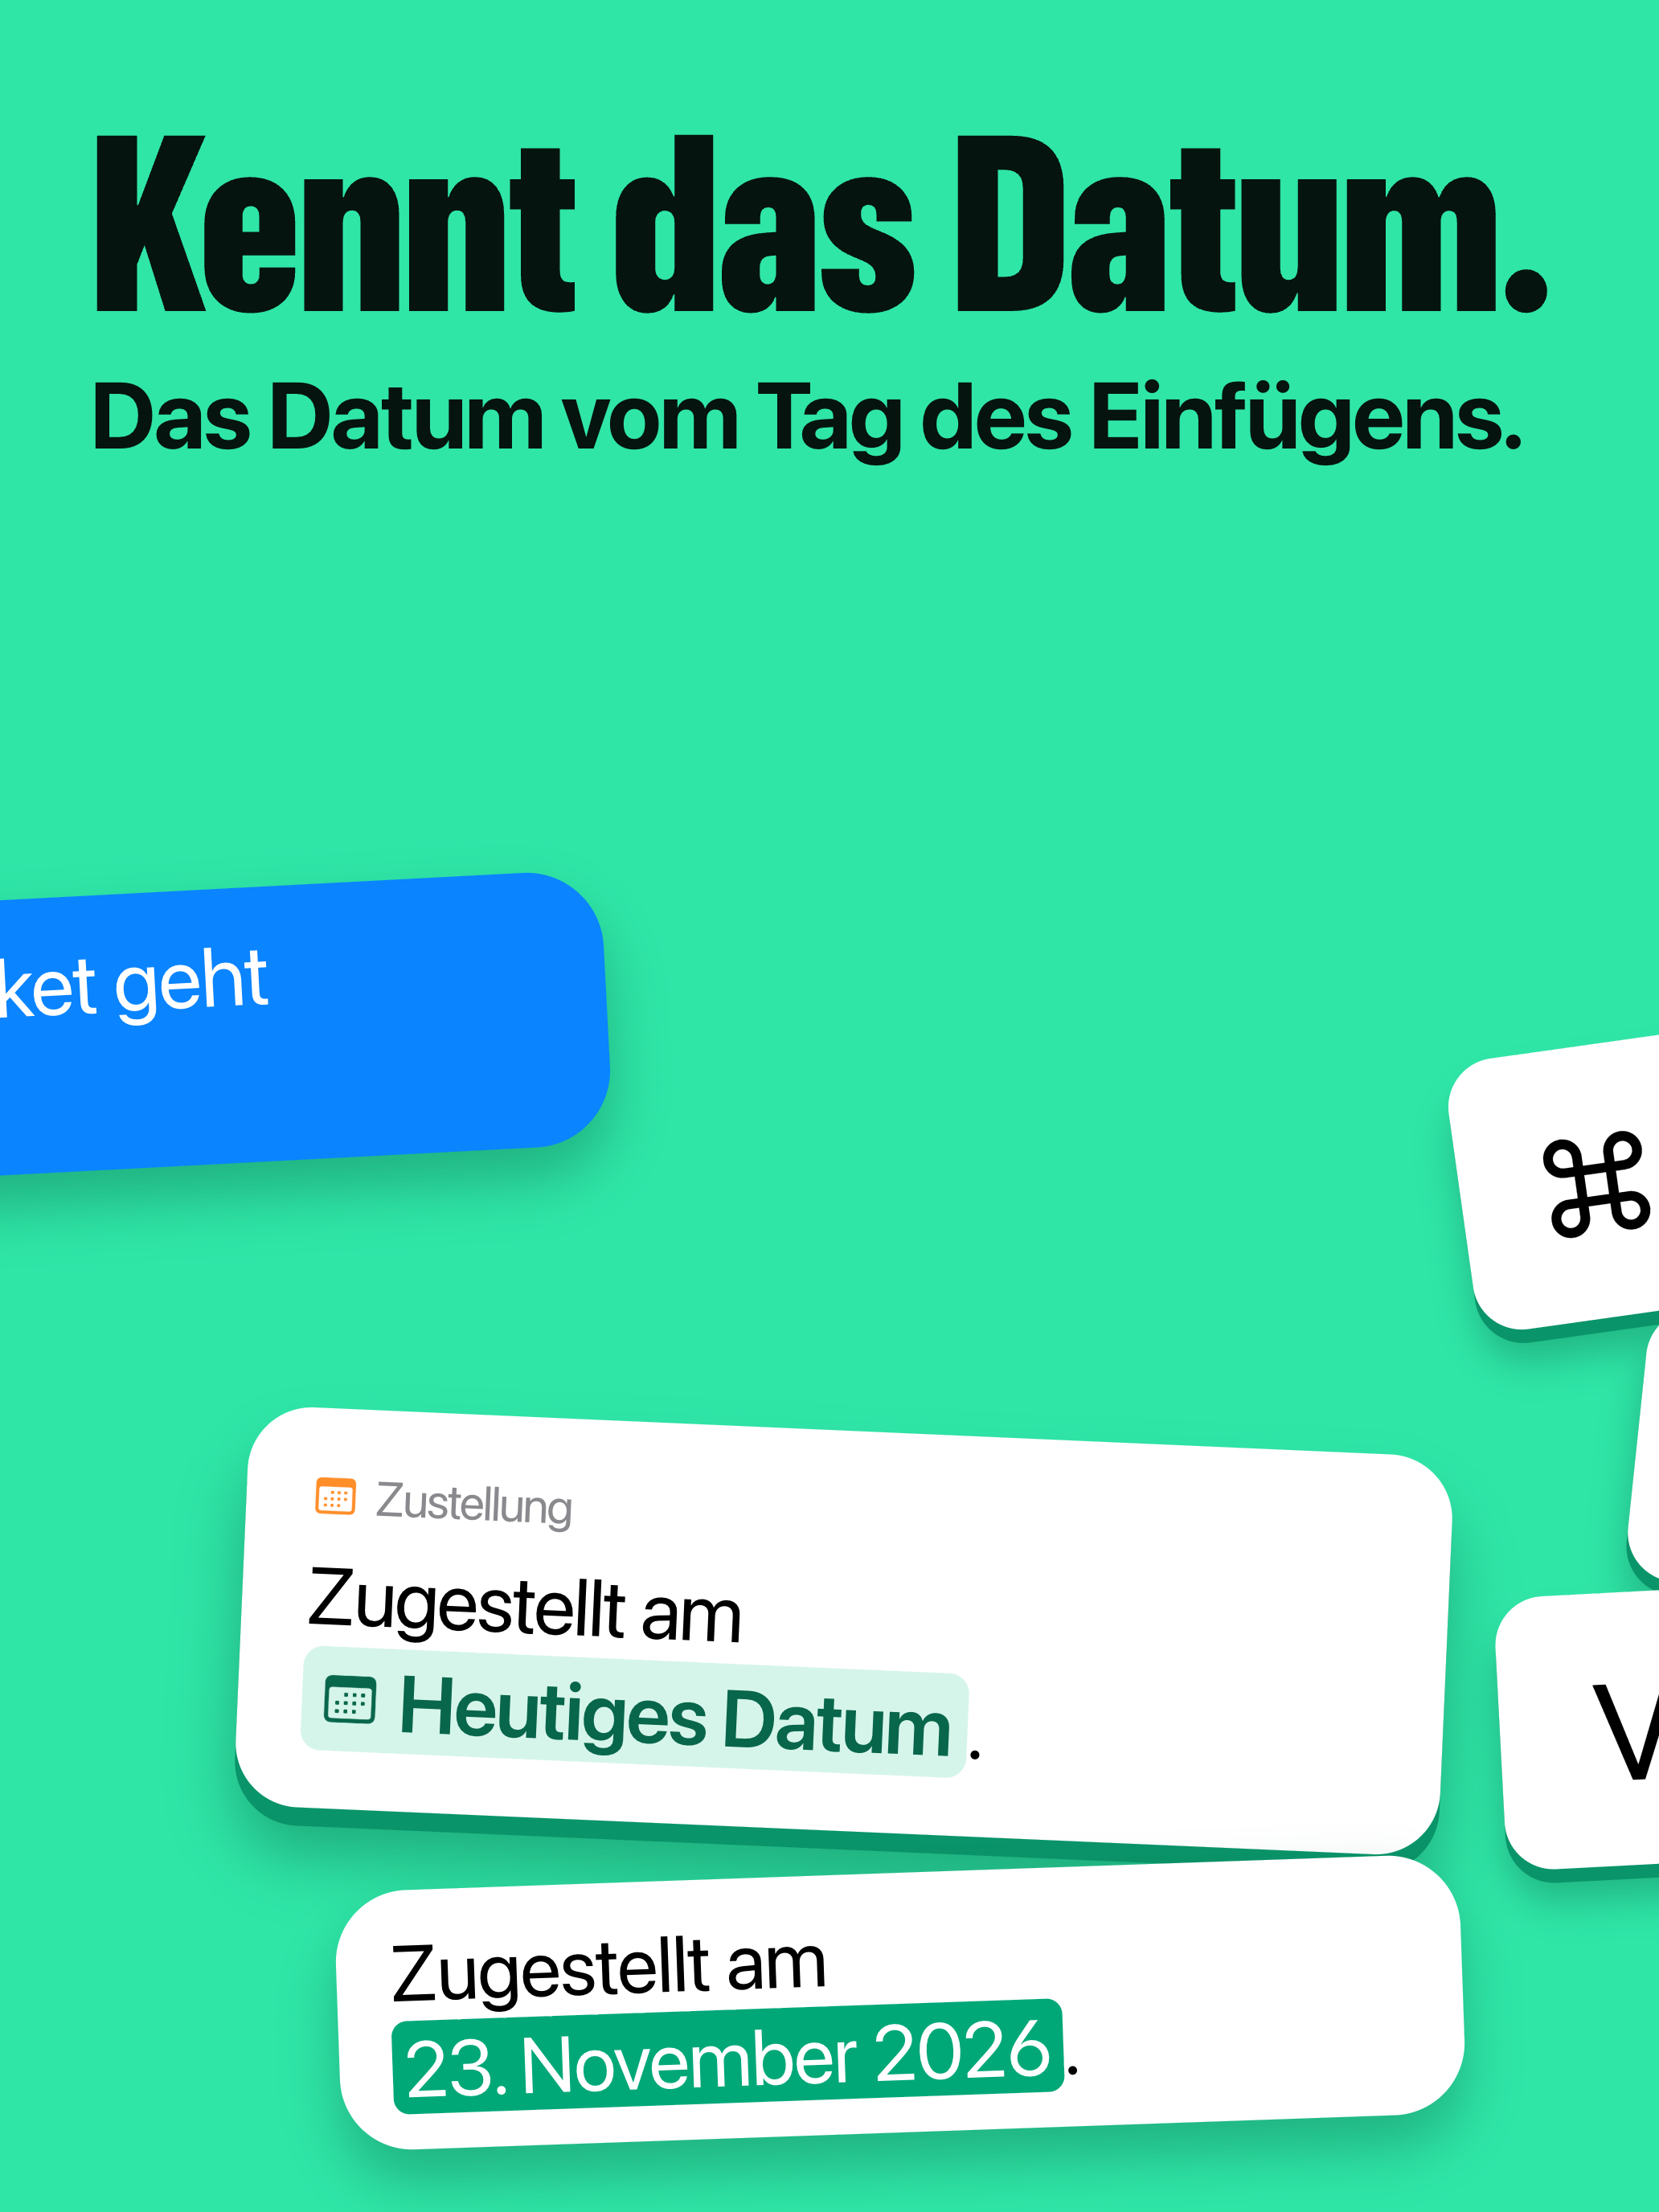 Kennt das Datum.
Das Datum vom Tag des Einfügens.
ket geht
⌘
Zustellung
Zugestellt am
Heutiges Datum.
V
Zugestellt am
23. November 2026.